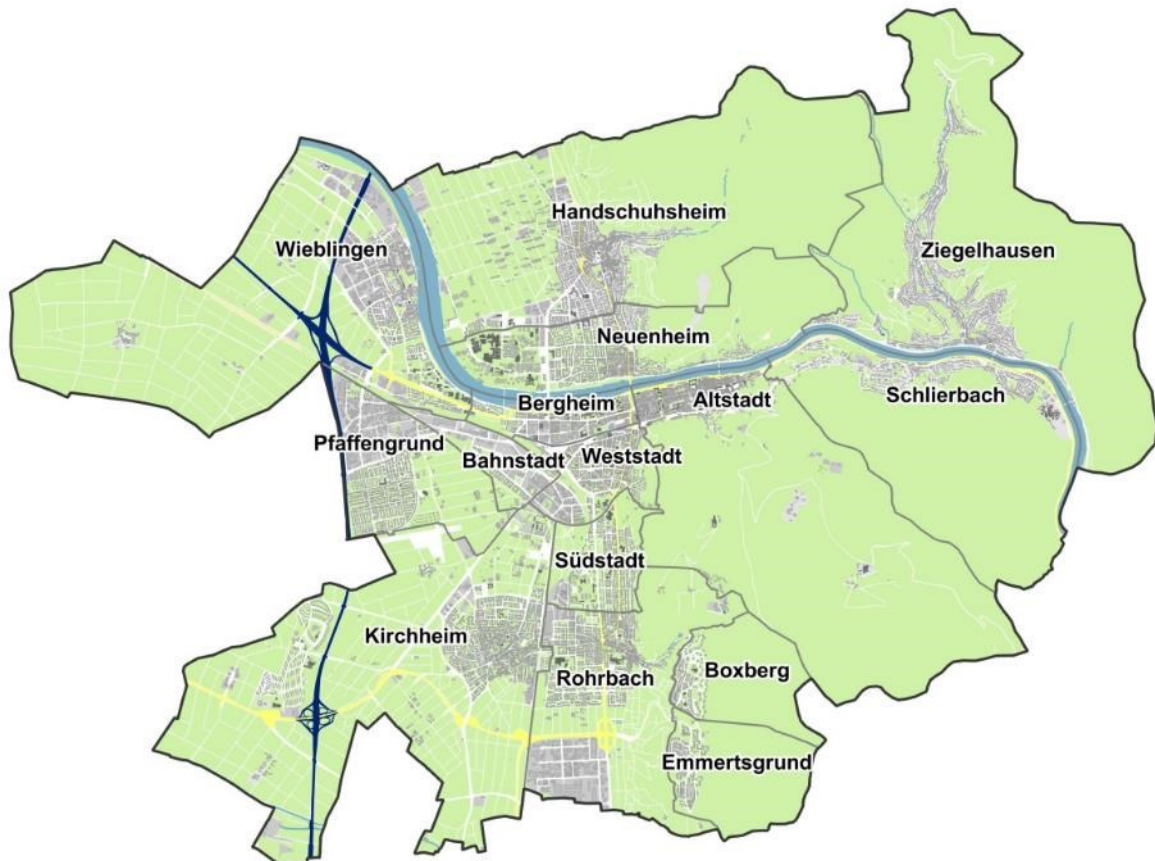 Handschuhsheim
Wieblingen
Ziegelhausen
Neuenheim
Schlierbach
Bergheim
Altstadt
Pfaffengrund
Bahnstadt
Weststadt
Südstadt
Kirchheim
Boxberg
Rohrbach
Emmertsgrund